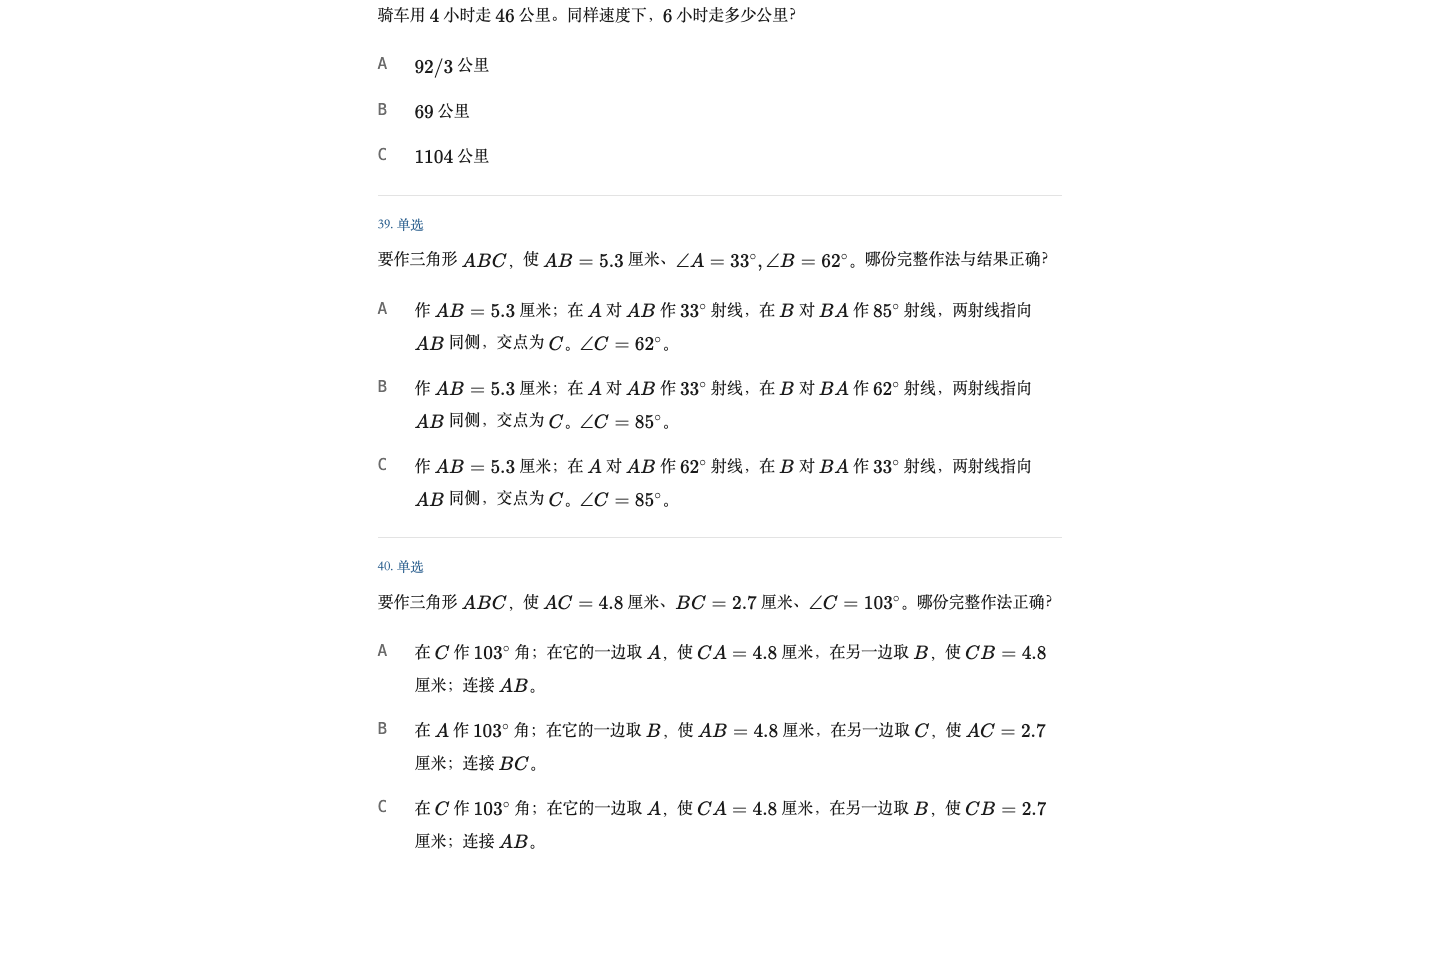 骑车用 4 小时走 46 公里。同样速度下，6 小时走多少公里?
A 92/3 公里
B 69 公里
C 1104 公里
39. 单选
要作三角形 ABC，使 AB = 5.3 厘米、∠A = 33°, ∠B = 62°。哪份完整作法与结果正确?
A 作 AB = 5.3 厘米；在 A 对 AB 作 33° 射线，在 B 对 BA 作 85° 射线，两射线指向
AB 同侧，交点为 C。∠C = 62°。
B 作 AB = 5.3 厘米；在 A 对 AB 作 33° 射线，在 B 对 BA 作 62° 射线，两射线指向
AB 同侧，交点为 C。∠C = 85°。
C 作 AB = 5.3 厘米；在 A 对 AB 作 62° 射线，在 B 对 BA 作 33° 射线，两射线指向
AB 同侧，交点为 C。∠C = 85°。
40. 单选
要作三角形 ABC，使 AC = 4.8 厘米、BC = 2.7 厘米、∠C = 103°。哪份完整作法正确?
A 在 C 作 103° 角；在它的一边取 A，使 CA = 4.8 厘米，在另一边取 B，使 CB = 4.8
厘米；连接 AB。
B 在 A 作 103° 角；在它的一边取 B，使 AB = 4.8 厘米，在另一边取 C，使 AC = 2.7
厘米；连接 BC。
C 在 C 作 103° 角；在它的一边取 A，使 CA = 4.8 厘米，在另一边取 B，使 CB = 2.7
厘米；连接 AB。